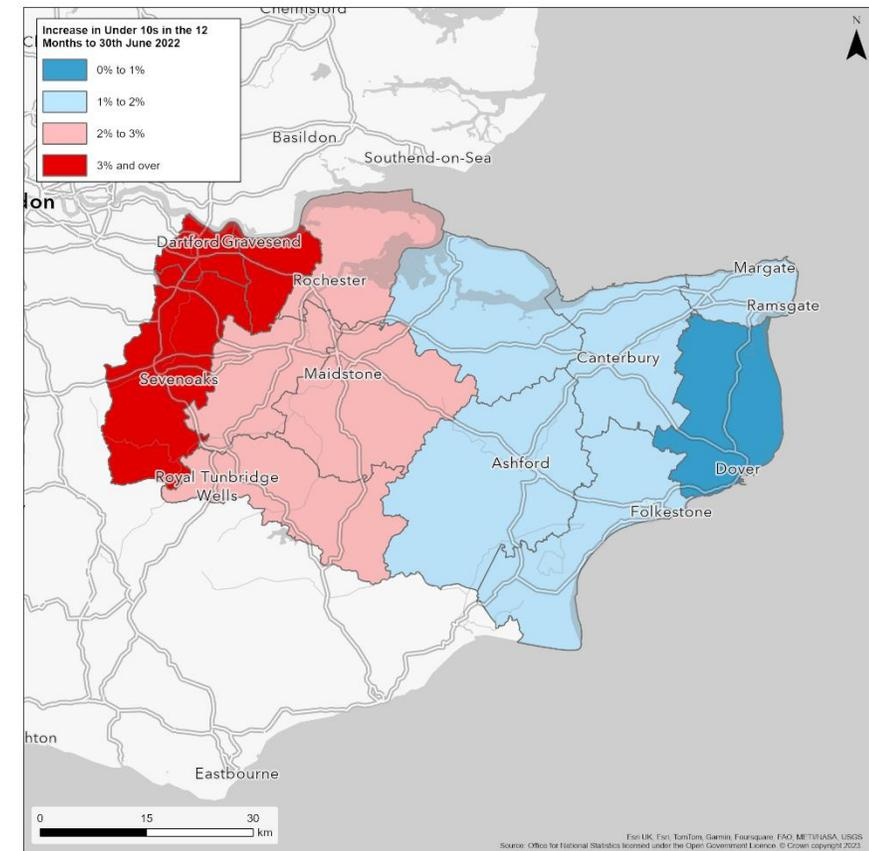 Chelmsford
N
Increase in Under 10s in the 12
Months to 30th June 2022
0% to 1%
1% to 2%
2% to 3%
3% and over
Basildon
Southend-on-Sea
don
Dartford
Gravesend
Rochester
Margate
Ramsgate
Canterbury
Sevenoaks
Maidstone
Ashford
Dover
Royal Tunbridge
Wells
Folkestone
hton
Eastbourne
0 15 30
km
Esri UK, Esri, TomTom, Garmin, Foursquare, FAO, METI/NASA, USGS
Source: Office for National Statistics licensed under the Open Government Licence. © Crown copyright 2023.